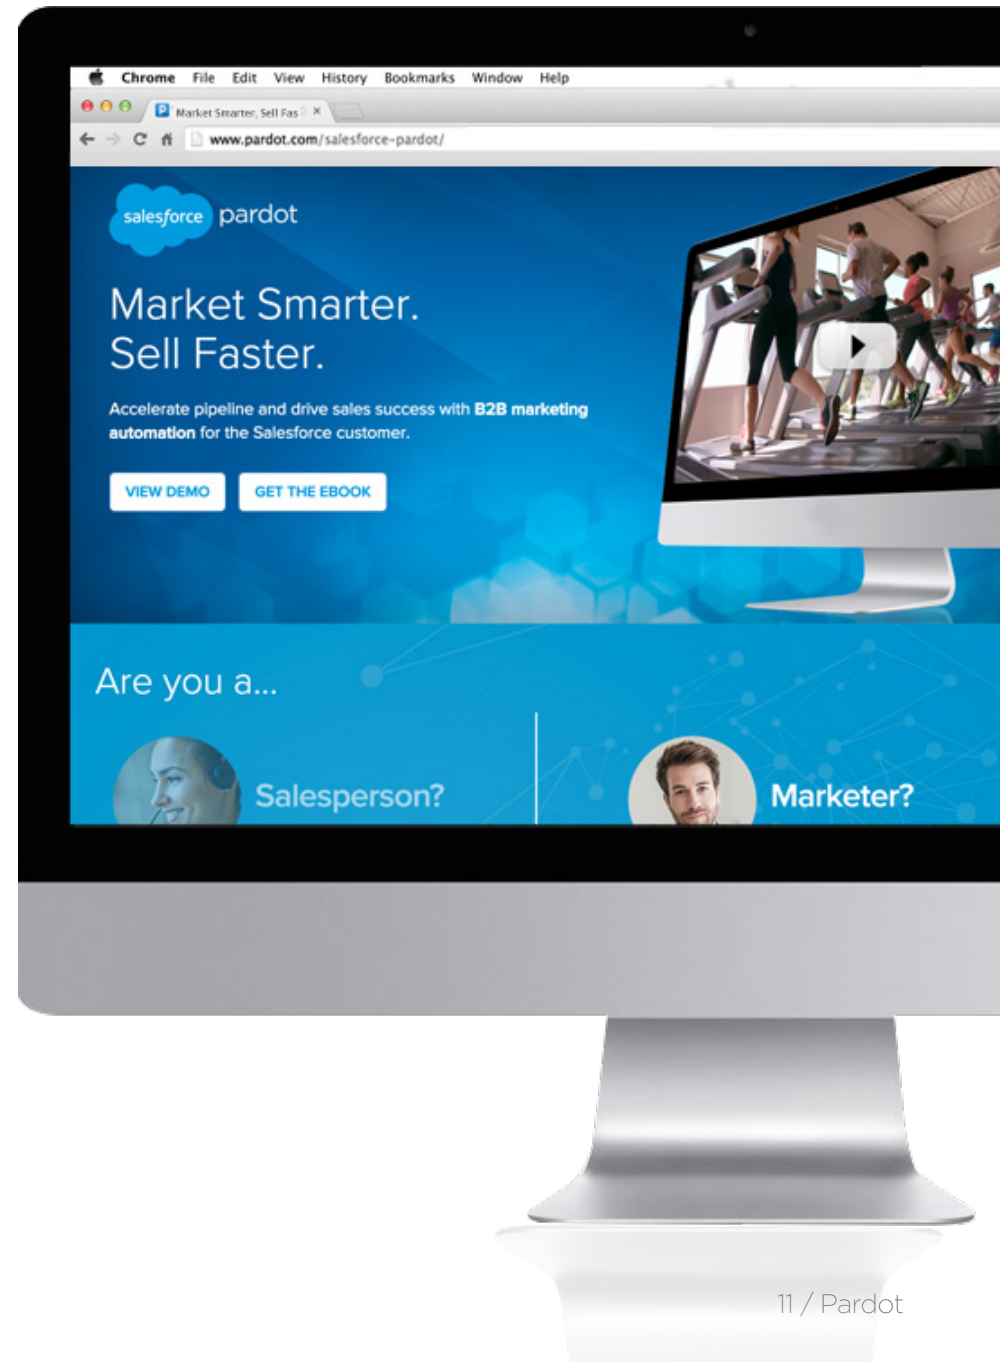 Chrome File Edit View History Bookmarks Window Help
Market Smarter, Sell Fas
www.pardot.com/salesforce-pardot/
salesforce pardot
Market Smarter.
Sell Faster.
Accelerate pipeline and drive sales success with B2B marketing
automation for the Salesforce customer.
VIEW DEMO GET THE EBOOK
Are you a...
Salesperson? Marketer?
11 / Pardot